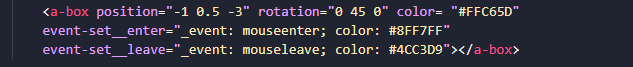 <a-box position="-1 0.5 -3" rotation="0 45 0" color= "#FFC65D"
event-set__enter="_event: mouseenter; color: #8FF7FF"
event-set__leave="_event: mouseleave; color: #4CC3D9"></a-box>